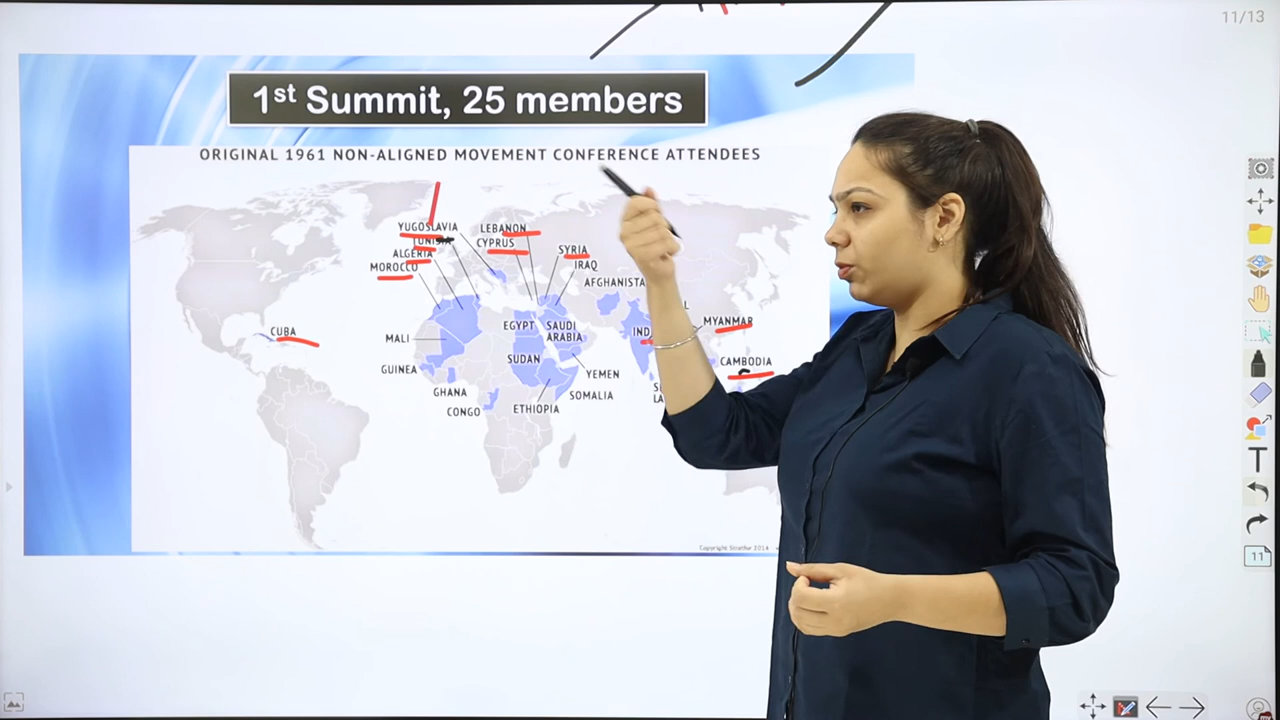 11/13
1st Summit, 25 members
ORIGINAL 1961 NON-ALIGNED MOVEMENT CONFERENCE ATTENDEES
YUGOSLAVIA
LEBANON
TUNISIA
CYPRUS
ALGERIA
SYRIA
MOROCCO
IRAQ
CUBA
MYANMAR
MALI
EGYPT
SAUDI
ARABIA
GUINEA
SUDAN
YEMEN
CAMBODIA
GHANA
SOMALIA
CONGO
ETHIOPIA
Copyright Stratfor 2014
T
11